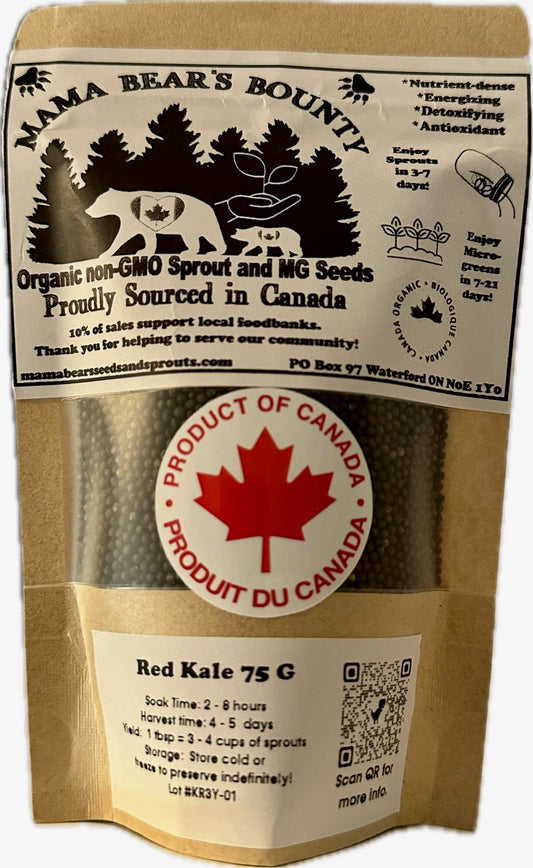 MAMA BEAR'S BOUNTY
*Nutrient-dense
*Energizing
*Detoxifying
*Antioxidant
Enjoy
Sprouts
in 3-7
days!
Enjoy
Micro-
greens
in 7-21
days!
CANADA ORGANIC • BIOLOGIQUE CANADA •
Organic non-GMO Sprout and MG Seeds
Proudly Sourced in Canada
10% of sales support local foodbanks.
Thank you for helping to serve our community!
mamabearsseedsandsprouts.com
PO Box 97 Waterford ON N0E 1Y0
• PRODUCT OF CANADA •
PRODUIT DU CANADA
Red Kale 75 G
Soak Time: 2 - 8 hours
Harvest time: 4 - 5 days
Yield: 1 tbsp = 3 - 4 cups of sprouts
Storage: Store cold or
freeze to preserve indefinitely!
Lot #KR3Y-01
Scan QR for
more info.